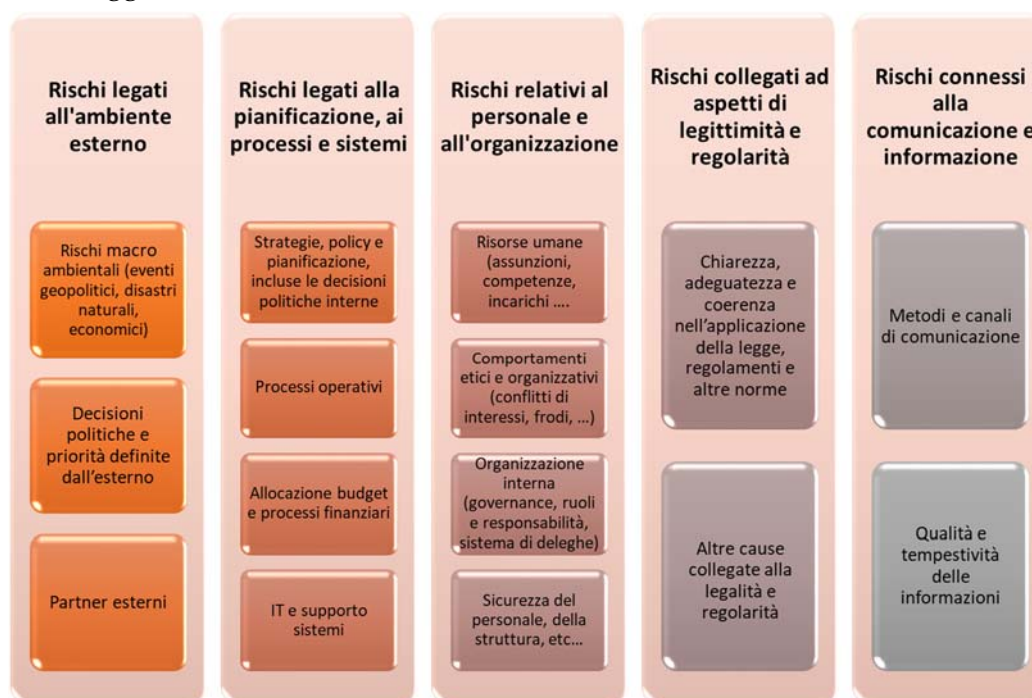 Rischi legati
all'ambiente
esterno
Rischi macro
ambientali (eventi
geopolitici, disastri
naturali,
economici)
Decisioni
politiche e
priorità definite
dall'esterno
Partner esterni
Rischi legati alla
pianificazione, ai
processi e sistemi
Strategie, policy e
pianificazione,
incluse le decisioni
politiche interne
Processi operativi
Allocazione budget
e processi finanziari
IT e supporto
sistemi
Rischi relativi al
personale e
all'organizzazione
Risorse umane
(assunzioni,
competenze,
incarichi ....
Comportamenti
etici e organizzativi
(conflitti di
interessi, frodi, ...)
Organizzazione
interna
(governance, ruoli
e responsabilità,
sistema di deleghe)
Sicurezza del
personale, della
struttura, etc...
Rischi collegati ad
aspetti di
legittimità e
regolarità
Chiarezza,
adeguatezza e
coerenza
nell'applicazione
della legge,
regolamenti e
altre norme
Altre cause
collegate alla
legalità e
regolarità
Rischi connessi
alla
comunicazione e
informazione
Metodi e canali
di comunicazione
Qualità e
tempestività
delle
informazioni